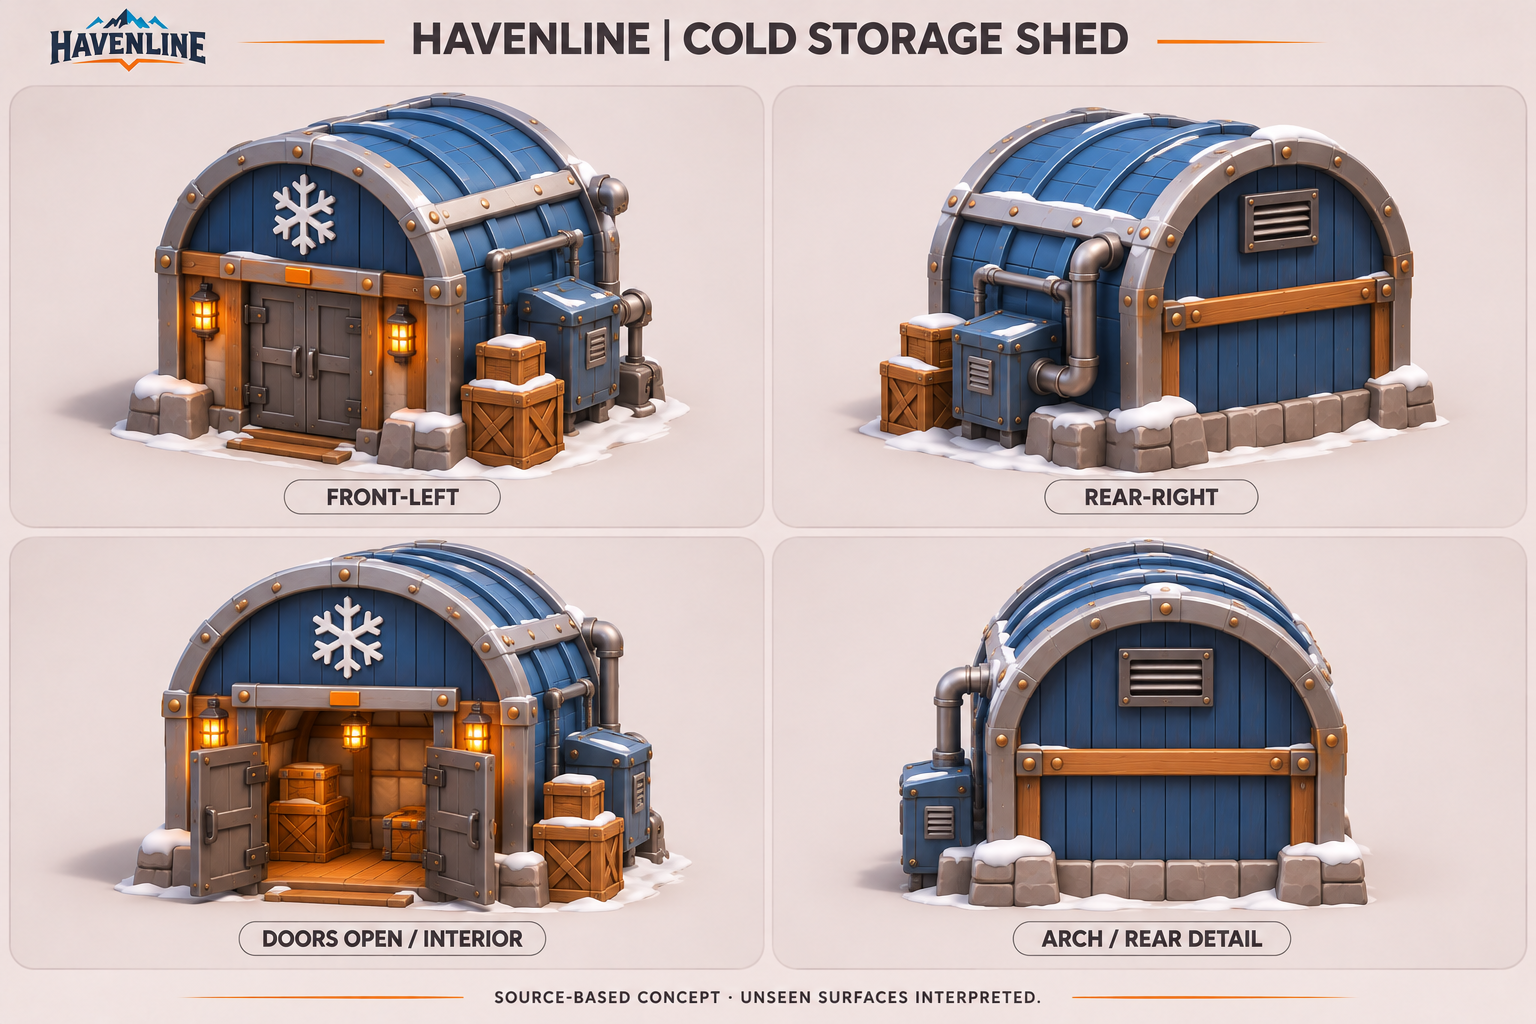 HAVENLINE
HAVENLINE | COLD STORAGE SHED
FRONT-LEFT
REAR-RIGHT
DOORS OPEN / INTERIOR
ARCH / REAR DETAIL
SOURCE-BASED CONCEPT · UNSEEN SURFACES INTERPRETED.